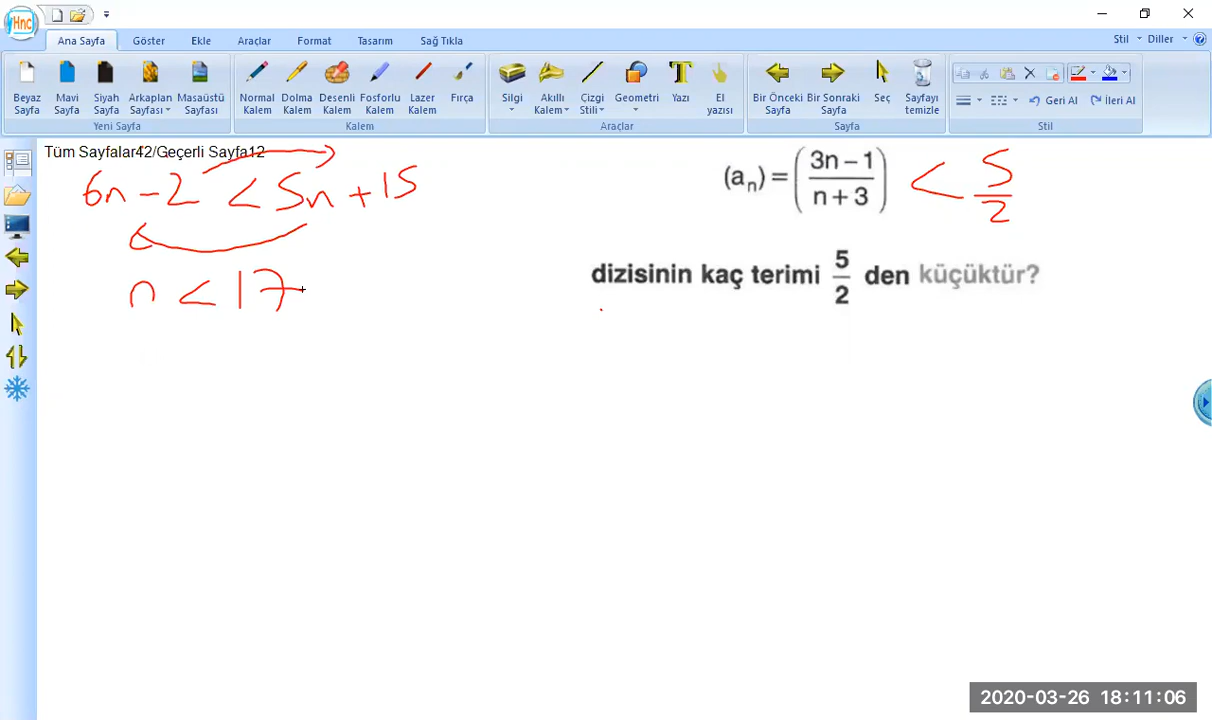 Hnc
Ana Sayfa Göster Ekle Araçlar Format Tasarım Sağ Tıkla Stil Diller
Beyaz Sayfa Mavi Sayfa Siyah Sayfa Arkaplan Sayfası Masaüstü Sayfası
Yeni Sayfa
Normal Kalem Dolma Kalem Desenli Kalem Fosforlu Kalem Lazer Kalem Fırça
Kalem
Silgi Akıllı Kalem Çizgi Stili Geometri Yazı El yazısı
Araçlar
Bir Önceki Sayfa Bir Sonraki Sayfa Seç Sayfayı temizle
Sayfa
Geri Al İleri Al
Stil
Tüm Sayfalar42/Geçerli Sayfa12
6n - 2 < 5n + 15
n < 17
(aₙ) = ((3n – 1)/(n + 3)) < 5/2
dizisinin kaç terimi 5/2 den küçüktür?
2020-03-26 18:11:06